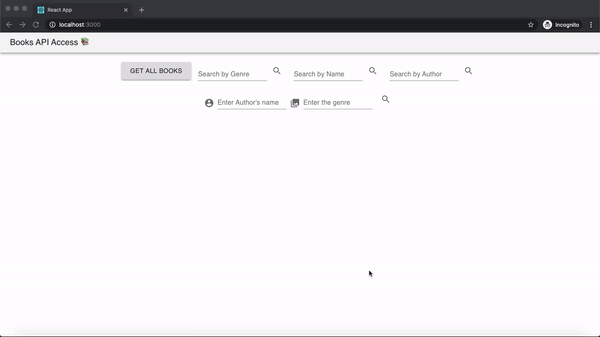 React App
localhost:3000
Incognito
Books API Access
GET ALL BOOKS
Search by Genre
Search by Name
Search by Author
Enter Author's name
Enter the genre